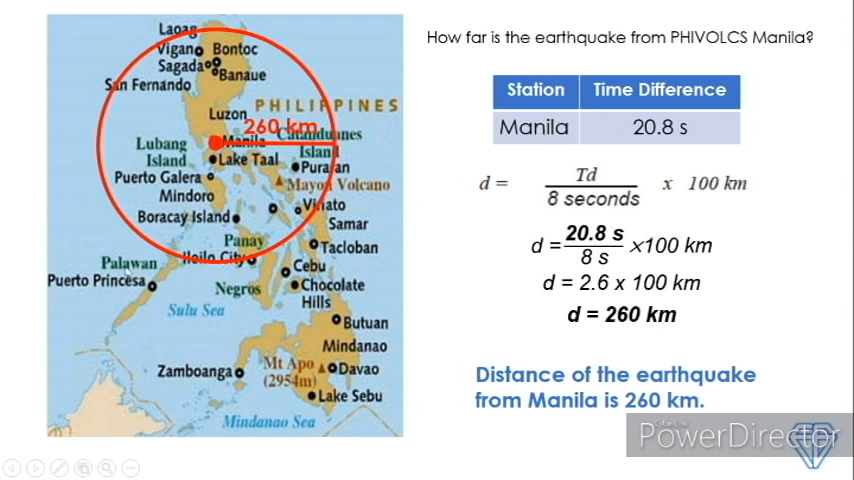 Laoag
Vigan
Bontoc
Sagada
Banaue
San Fernando
PHILIPPINES
Luzon
260 km
Manila
Catanduanes
Island
Lubang
Island
Lake Taal
Puraran
Puerto Galera
Mayon Volcano
Mindoro
Boracay Island
Samar
Panay
Tacloban
Iloilo City
Palawan
Cebu
Puerto Princesa
Negros
Chocolate
Hills
Sulu Sea
Butuan
Mindanao
Zamboanga
Mt Apo
(2954m)
Davao
Lake Sebu
Mindanao Sea
How far is the earthquake from PHIVOLCS Manila?
Station Time Difference
Manila 20.8 s
d = Td / 8 seconds x 100 km
d = 20.8 s / 8 s ×100 km
d = 2.6 x 100 km
d = 260 km
Distance of the earthquake
from Manila is 260 km.
CyberLink
PowerDirector